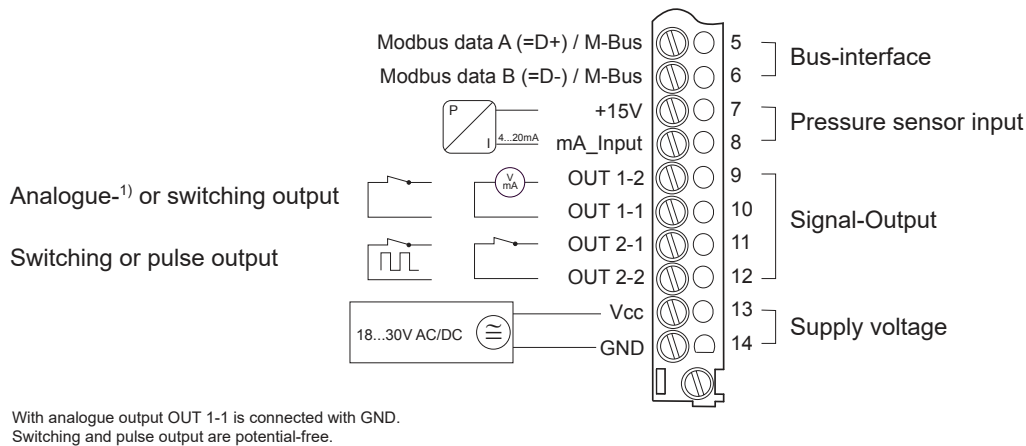 Modbus data A (=D+) / M-Bus 5
Bus-interface
Modbus data B (=D-) / M-Bus 6
P
I
4...20mA
+15V 7
Pressure sensor input
mA_Input 8
Analogue-1) or switching output
V
mA
OUT 1-2 9
OUT 1-1 10
Signal-Output
Switching or pulse output
OUT 2-1 11
OUT 2-2 12
18...30V AC/DC
Vcc 13
Supply voltage
GND 14
With analogue output OUT 1-1 is connected with GND.
Switching and pulse output are potential-free.